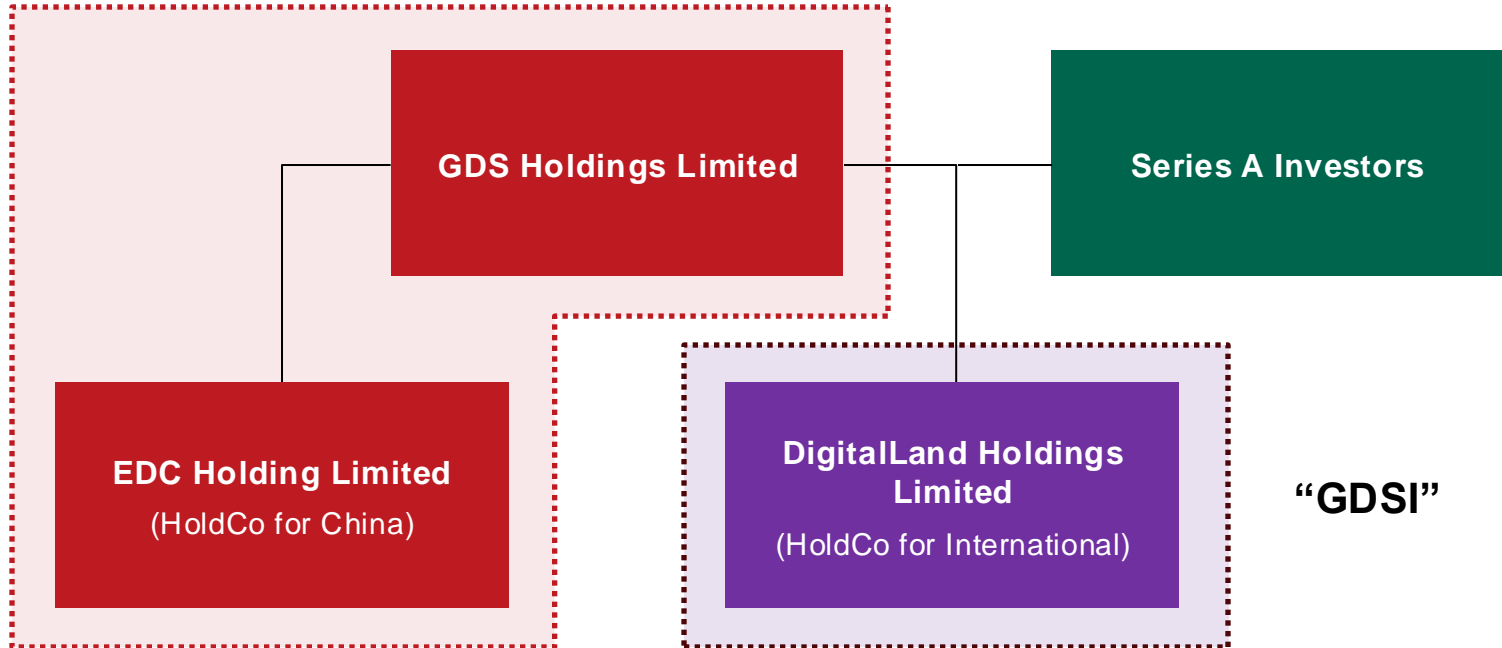 GDS Holdings Limited
Series A Investors
EDC Holding Limited
(HoldCo for China)
DigitalLand Holdings
Limited
(HoldCo for International)
“GDSI”